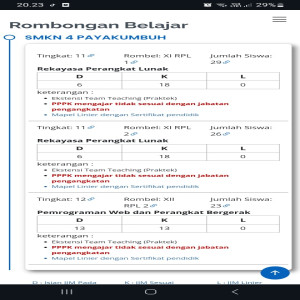 20.23
29%
Rombongan Belajar
SMKN 4 PAYAKUMBUH
Tingkat: 11 Rombel: XI RPL 1 Jumlah Siswa: 29
Rekayasa Perangkat Lunak
D K L
6 18 0
keterangan :
Ekstensi Team Teaching (Praktek)
PPPK mengajar tidak sesuai dengan jabatan
pengangkatan
Mapel Linier dengan Sertifikat pendidik
Tingkat: 11 Rombel: XI RPL 2 Jumlah Siswa: 26
Rekayasa Perangkat Lunak
D K L
6 18 0
keterangan :
Ekstensi Team Teaching (Praktek)
PPPK mengajar tidak sesuai dengan jabatan
pengangkatan
Mapel Linier dengan Sertifikat pendidik
Tingkat: 12 Rombel: XII RPL 2 Jumlah Siswa: 23
Pemrograman Web dan Perangkat Bergerak
D K L
13 13 0
keterangan :
Ekstensi Team Teaching (Praktek)
PPPK mengajar tidak sesuai dengan jabatan
pengangkatan
Mapel Linier dengan Sertifikat pendidik
D - Isian JJM Pada K - JJM Sesuai L - JJM Linier